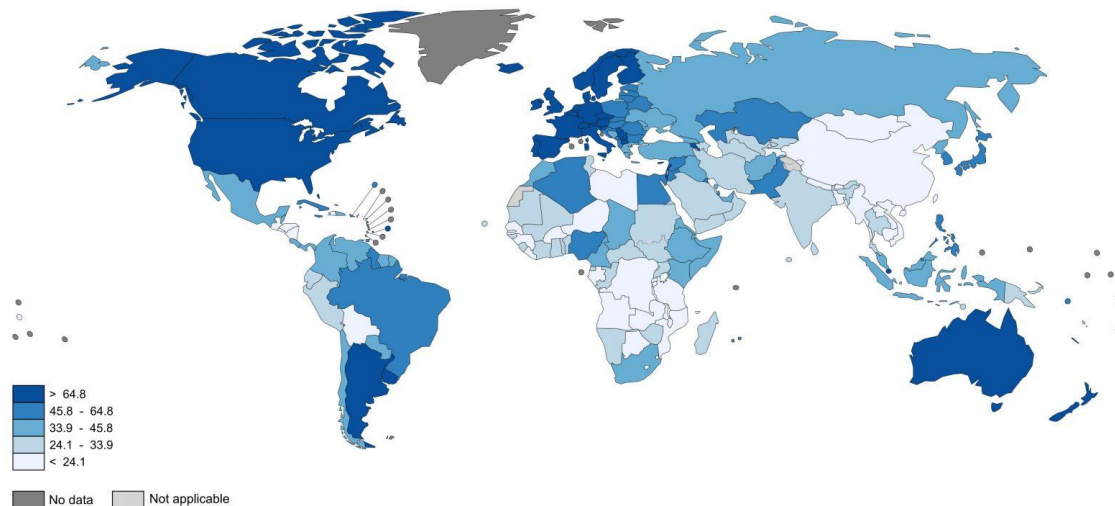 > 64.8
45.8 - 64.8
33.9 - 45.8
24.1 - 33.9
< 24.1
No data
Not applicable